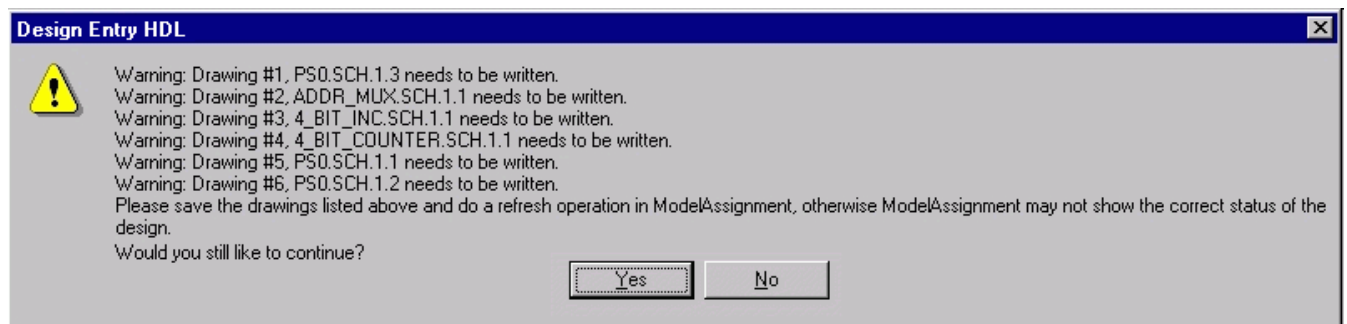 Design Entry HDL
Warning: Drawing #1, PS0.SCH.1.3 needs to be written.
Warning: Drawing #2, ADDR_MUX.SCH.1.1 needs to be written.
Warning: Drawing #3, 4_BIT_INC.SCH.1.1 needs to be written.
Warning: Drawing #4, 4_BIT_COUNTER.SCH.1.1 needs to be written.
Warning: Drawing #5, PS0.SCH.1.1 needs to be written.
Warning: Drawing #6, PS0.SCH.1.2 needs to be written.
Please save the drawings listed above and do a refresh operation in ModelAssignment, otherwise ModelAssignment may not show the correct status of the
design.
Would you still like to continue?
Yes No